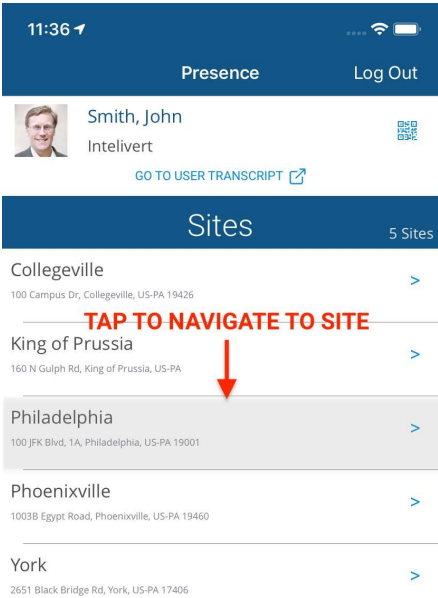 11:36
Presence
Log Out
Smith, John
Intelivert
GO TO USER TRANSCRIPT
Sites
5 Sites
Collegeville
100 Campus Dr, Collegeville, US-PA 19426
>
TAP TO NAVIGATE TO SITE
King of Prussia
160 N Gulph Rd, King of Prussia, US-PA
>
Philadelphia
100 JFK Blvd, 1A, Philadelphia, US-PA 19001
>
Phoenixville
1003B Egypt Road, Phoenixville, US-PA 19460
>
York
2651 Black Bridge Rd, York, US-PA 17406
>